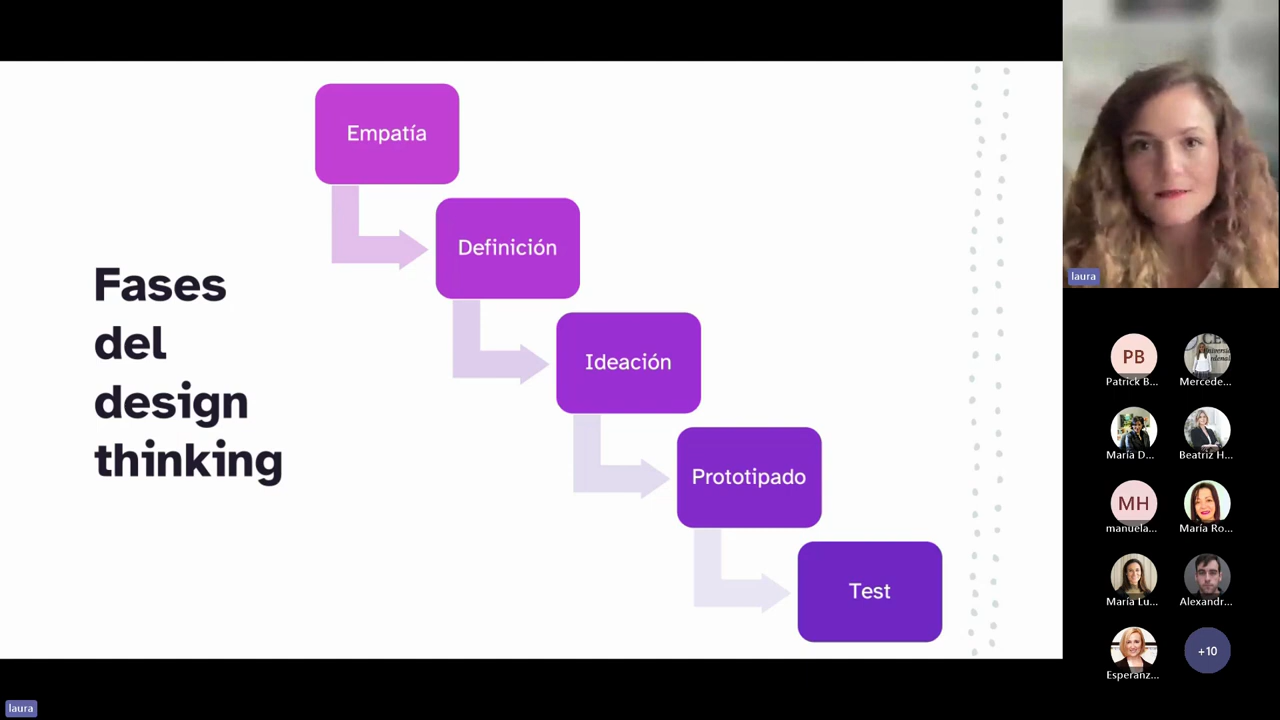 Fases
del
design
thinking
Empatía
Definición
Ideación
Prototipado
Test
laura
PB
Patrick B...
Mercede...
María D...
Beatriz H...
MH
manuela...
María Ro...
María Lu...
Alexandr...
Esperanz...
+10
laura